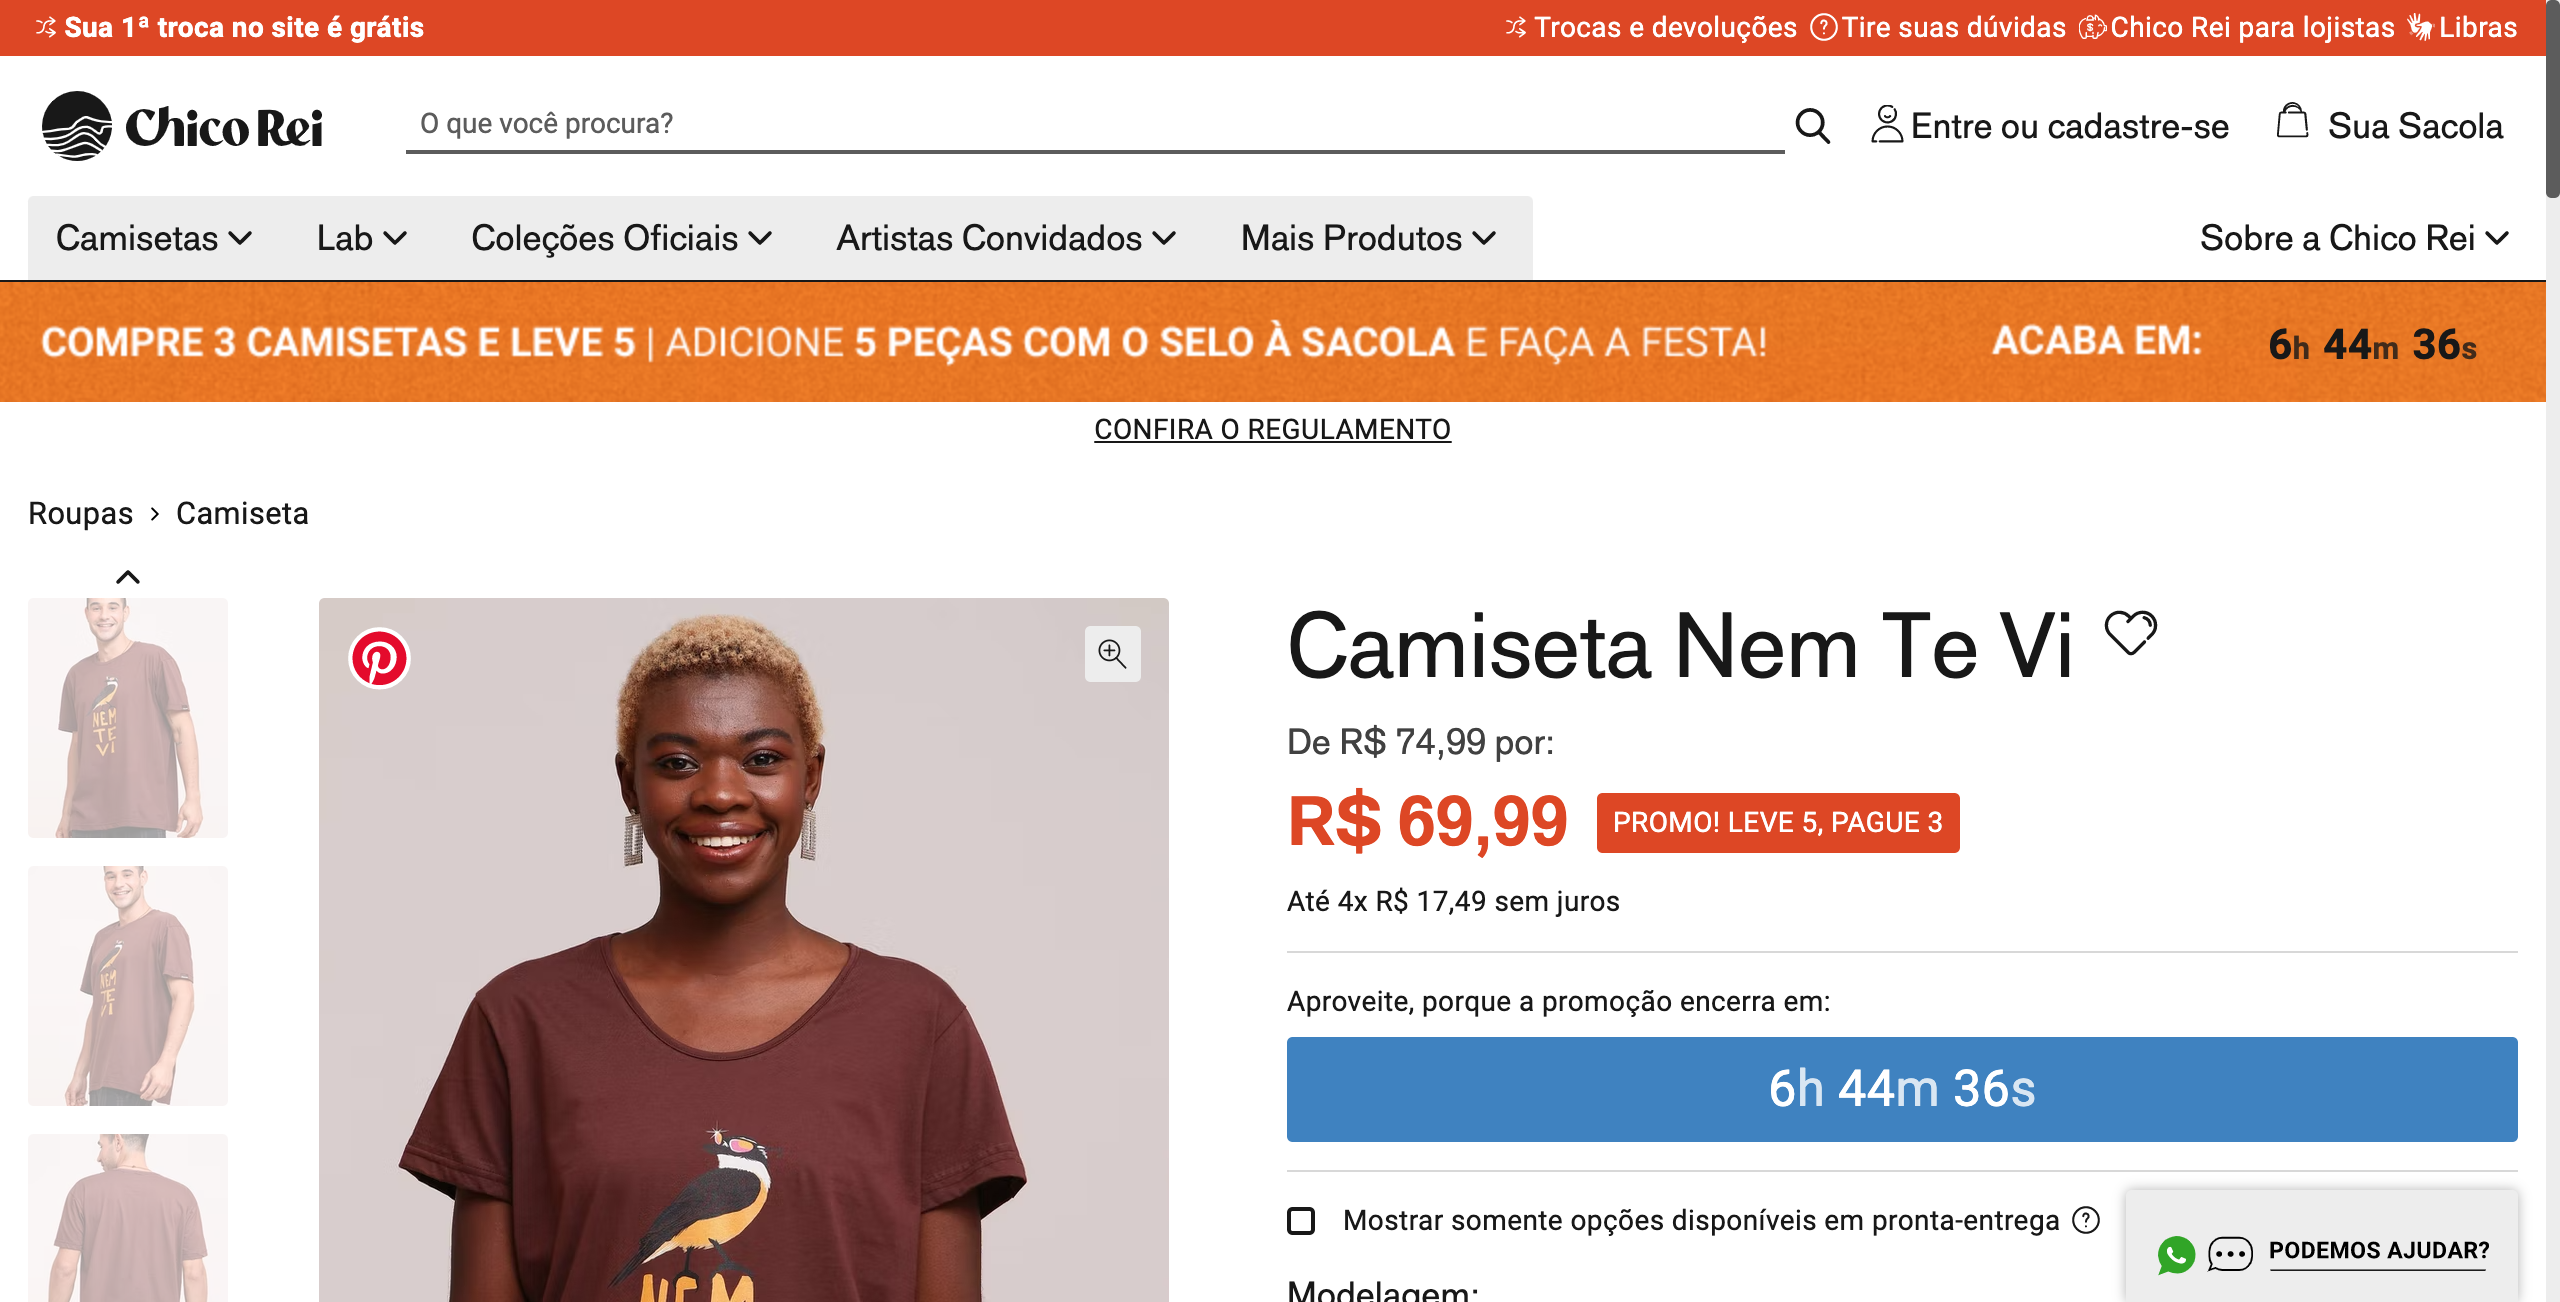 Sua 1ª troca no site é grátis
Trocas e devoluções Tire suas dúvidas Chico Rei para lojistas Libras
Chico Rei
O que você procura?
Entre ou cadastre-se
Sua Sacola
Camisetas Lab Coleções Oficiais Artistas Convidados Mais Produtos
Sobre a Chico Rei
COMPRE 3 CAMISETAS E LEVE 5 | ADICIONE 5 PEÇAS COM O SELO À SACOLA E FAÇA A FESTA!
ACABA EM: 6h 44m 36s
CONFIRA O REGULAMENTO
Roupas › Camiseta
NEM
TE
VI
NEM
TE
VI
NEM
Camiseta Nem Te Vi
De R$ 74,99 por:
R$ 69,99
PROMO! LEVE 5, PAGUE 3
Até 4x R$ 17,49 sem juros
Aproveite, porque a promoção encerra em:
6h 44m 36s
Mostrar somente opções disponíveis em pronta-entrega
Modelagem:
PODEMOS AJUDAR?